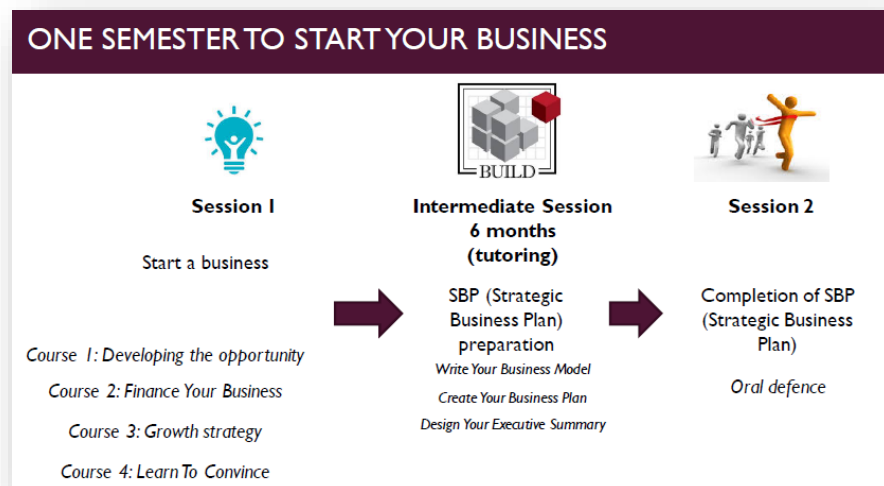 ONE SEMESTER TO START YOUR BUSINESS
Session 1
Start a business
Course 1: Developing the opportunity
Course 2: Finance Your Business
Course 3: Growth strategy
Course 4: Learn To Convince
BUILD
Intermediate Session
6 months
(tutoring)
SBP (Strategic
Business Plan)
preparation
Write Your Business Model
Create Your Business Plan
Design Your Executive Summary
Session 2
Completion of SBP
(Strategic Business
Plan)
Oral defence